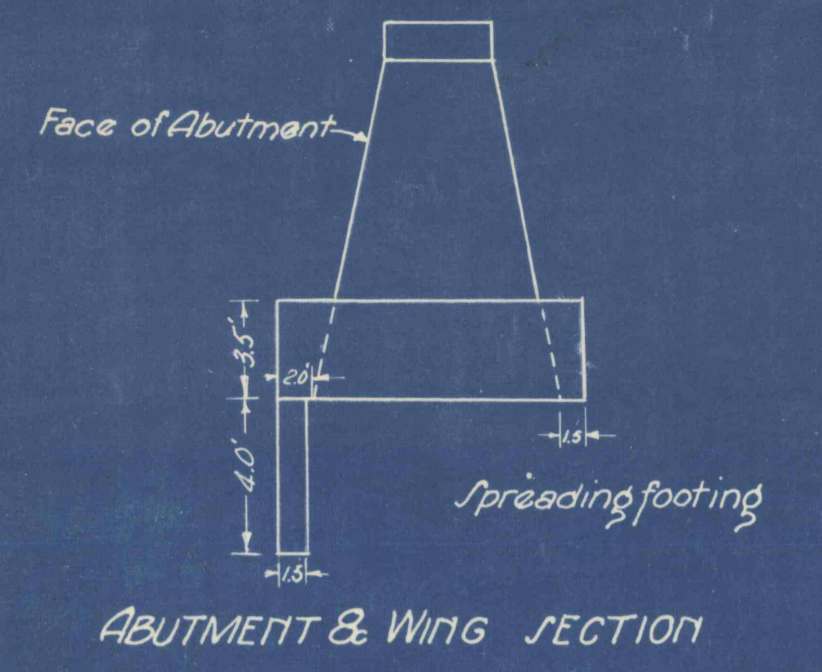 Face of Abutment
3.5'
2.0'
4.0'
1.5
1.5'
Spreading footing
ABUTMENT & WING SECTION